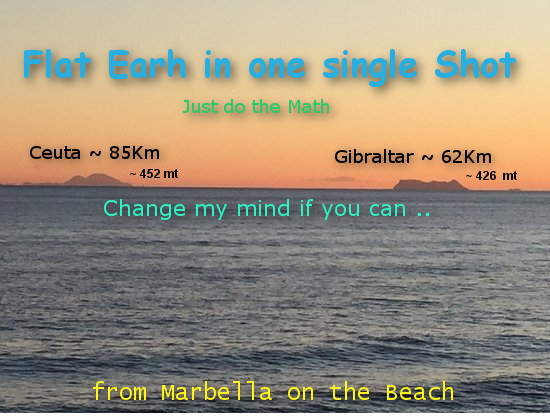 Flat Earh in one single Shot
Just do the Math
Ceuta ~ 85Km
~ 452 mt
Gibraltar ~ 62Km
~ 426 mt
Change my mind if you can ..
from Marbella on the Beach